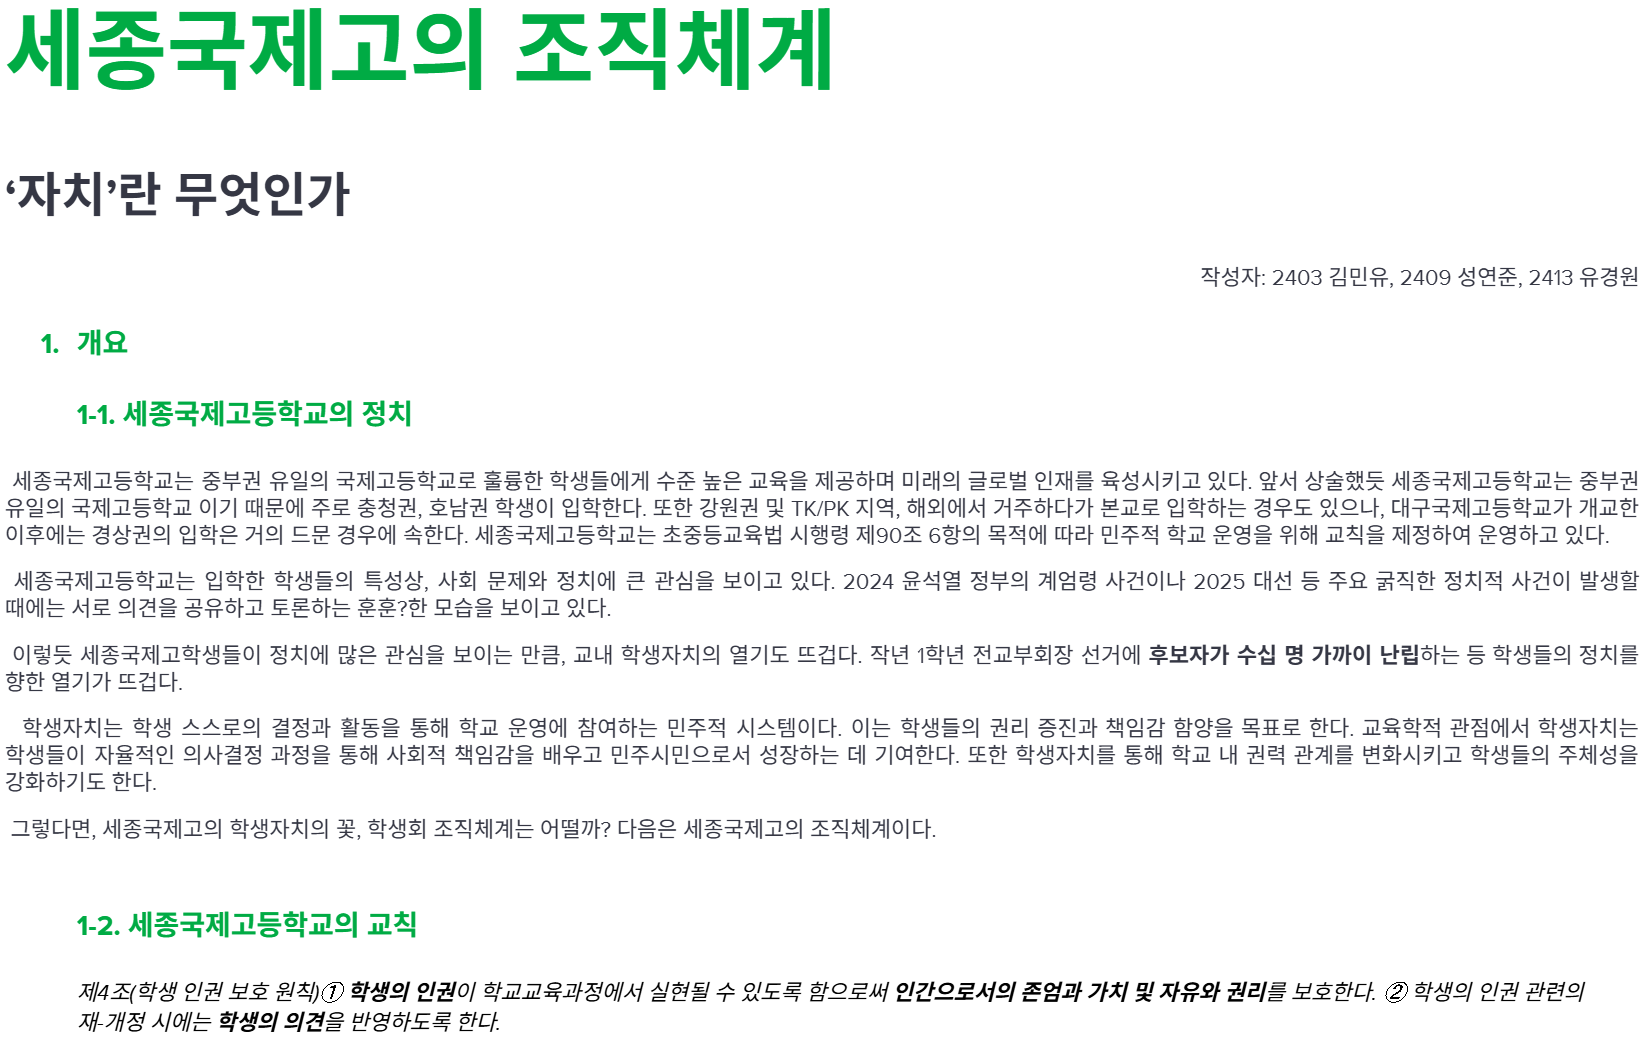 세종국제고의 조직체계
‘자치’란 무엇인가
작성자: 2403 김민유, 2409 성연준, 2413 유경원
1. 개요
1-1. 세종국제고등학교의 정치
세종국제고등학교는 중부권 유일의 국제고등학교로 훌륭한 학생들에게 수준 높은 교육을 제공하며 미래의 글로벌 인재를 육성시키고 있다. 앞서 상술했듯 세종국제고등학교는 중부권
유일의 국제고등학교 이기 때문에 주로 충청권, 호남권 학생이 입학한다. 또한 강원권 및 TK/PK 지역, 해외에서 거주하다가 본교로 입학하는 경우도 있으나, 대구국제고등학교가 개교한
이후에는 경상권의 입학은 거의 드문 경우에 속한다. 세종국제고등학교는 초중등교육법 시행령 제90조 6항의 목적에 따라 민주적 학교 운영을 위해 교칙을 제정하여 운영하고 있다.
세종국제고등학교는 입학한 학생들의 특성상, 사회 문제와 정치에 큰 관심을 보이고 있다. 2024 윤석열 정부의 계엄령 사건이나 2025 대선 등 주요 굵직한 정치적 사건이 발생할
때에는 서로 의견을 공유하고 토론하는 훈훈?한 모습을 보이고 있다.
이렇듯 세종국제고학생들이 정치에 많은 관심을 보이는 만큼, 교내 학생자치의 열기도 뜨겁다. 작년 1학년 전교부회장 선거에 후보자가 수십 명 가까이 난립하는 등 학생들의 정치를
향한 열기가 뜨겁다.
학생자치는 학생 스스로의 결정과 활동을 통해 학교 운영에 참여하는 민주적 시스템이다. 이는 학생들의 권리 증진과 책임감 함양을 목표로 한다. 교육학적 관점에서 학생자치는
학생들이 자율적인 의사결정 과정을 통해 사회적 책임감을 배우고 민주시민으로서 성장하는 데 기여한다. 또한 학생자치를 통해 학교 내 권력 관계를 변화시키고 학생들의 주체성을
강화하기도 한다.
그렇다면, 세종국제고의 학생자치의 꽃, 학생회 조직체계는 어떨까? 다음은 세종국제고의 조직체계이다.
1-2. 세종국제고등학교의 교칙
제4조(학생 인권 보호 원칙)① 학생의 인권이 학교교육과정에서 실현될 수 있도록 함으로써 인간으로서의 존엄과 가치 및 자유와 권리를 보호한다. ② 학생의 인권 관련의
재-개정 시에는 학생의 의견을 반영하도록 한다.